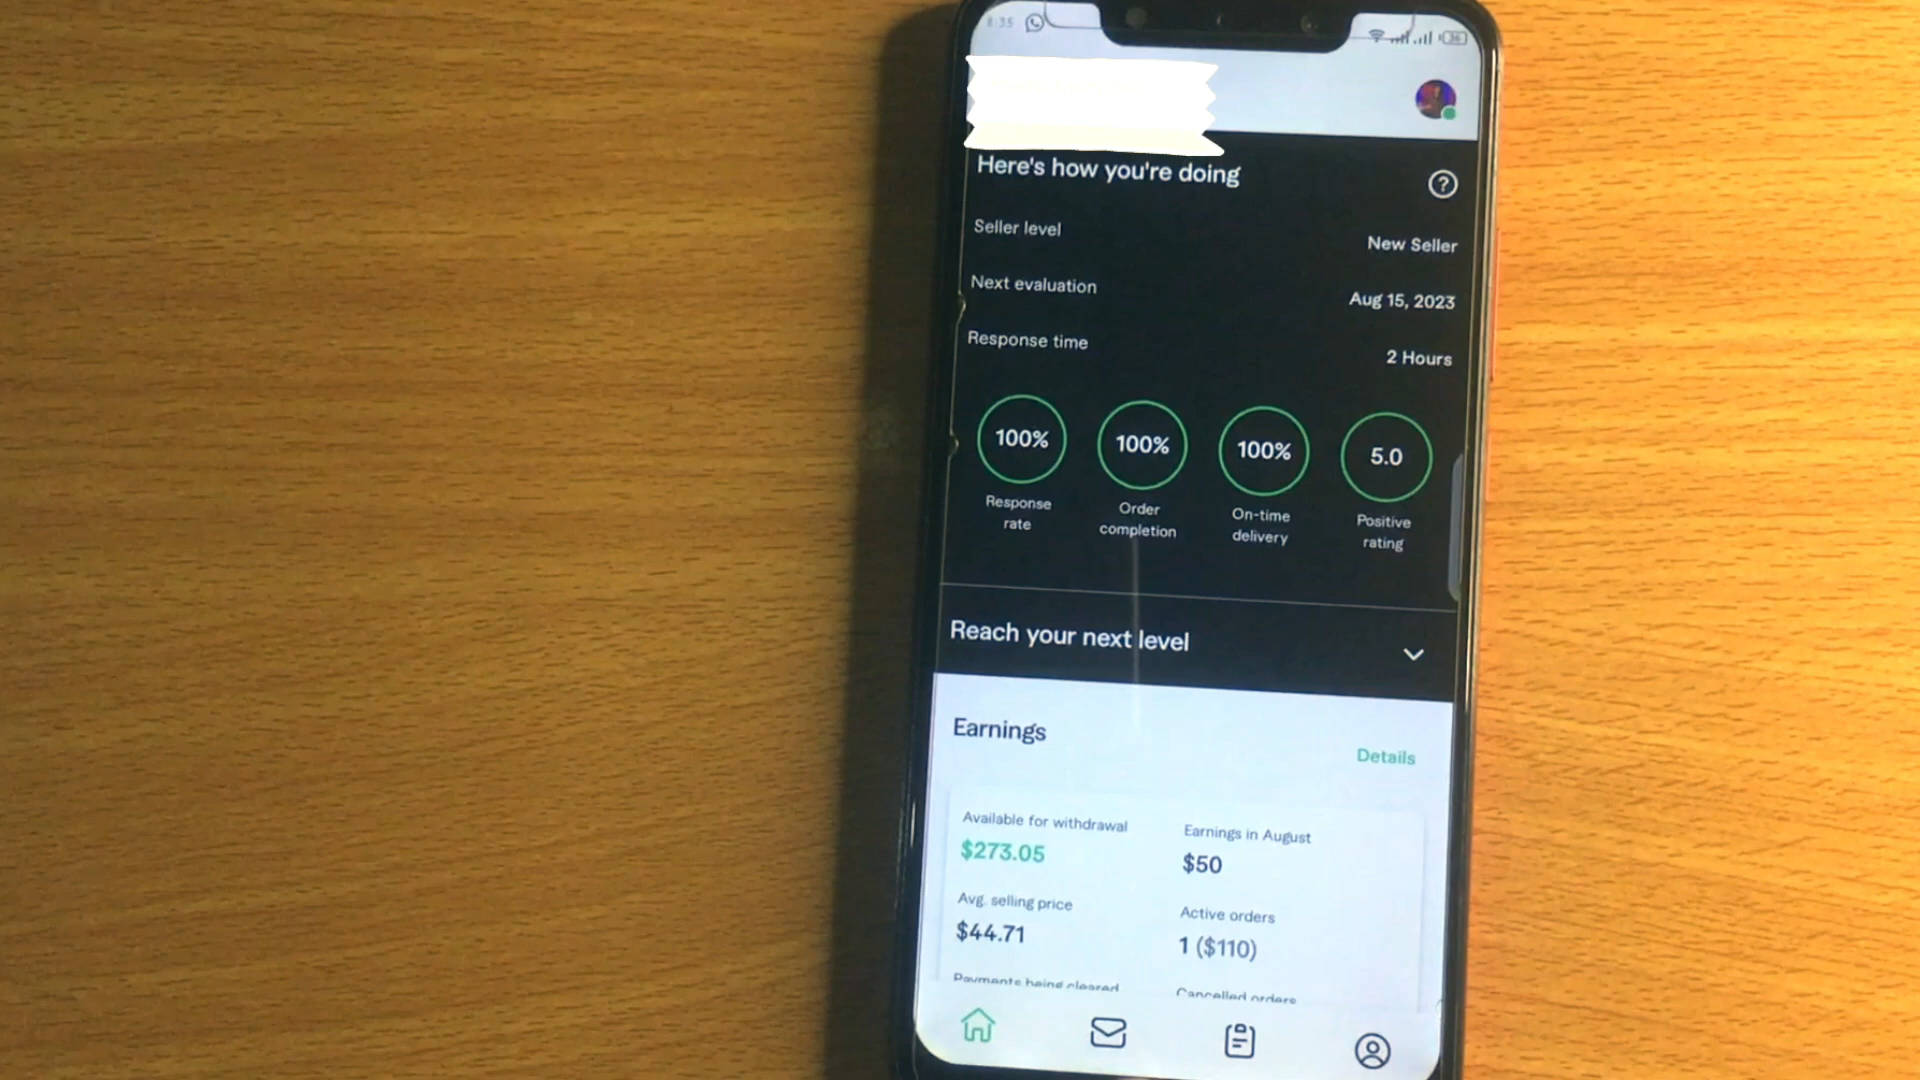 8:35
36
Here's how you're doing
?
Seller level
New Seller
Next evaluation
Aug 15, 2023
Response time
2 Hours
100%
100%
100%
5.0
Response
rate
Order
completion
On-time
delivery
Positive
rating
Reach your next level
Earnings
Details
Available for withdrawal
$273.05
Earnings in August
$50
Avg. selling price
$44.71
Active orders
1 ($110)
Payments being cleared
Cancelled orders